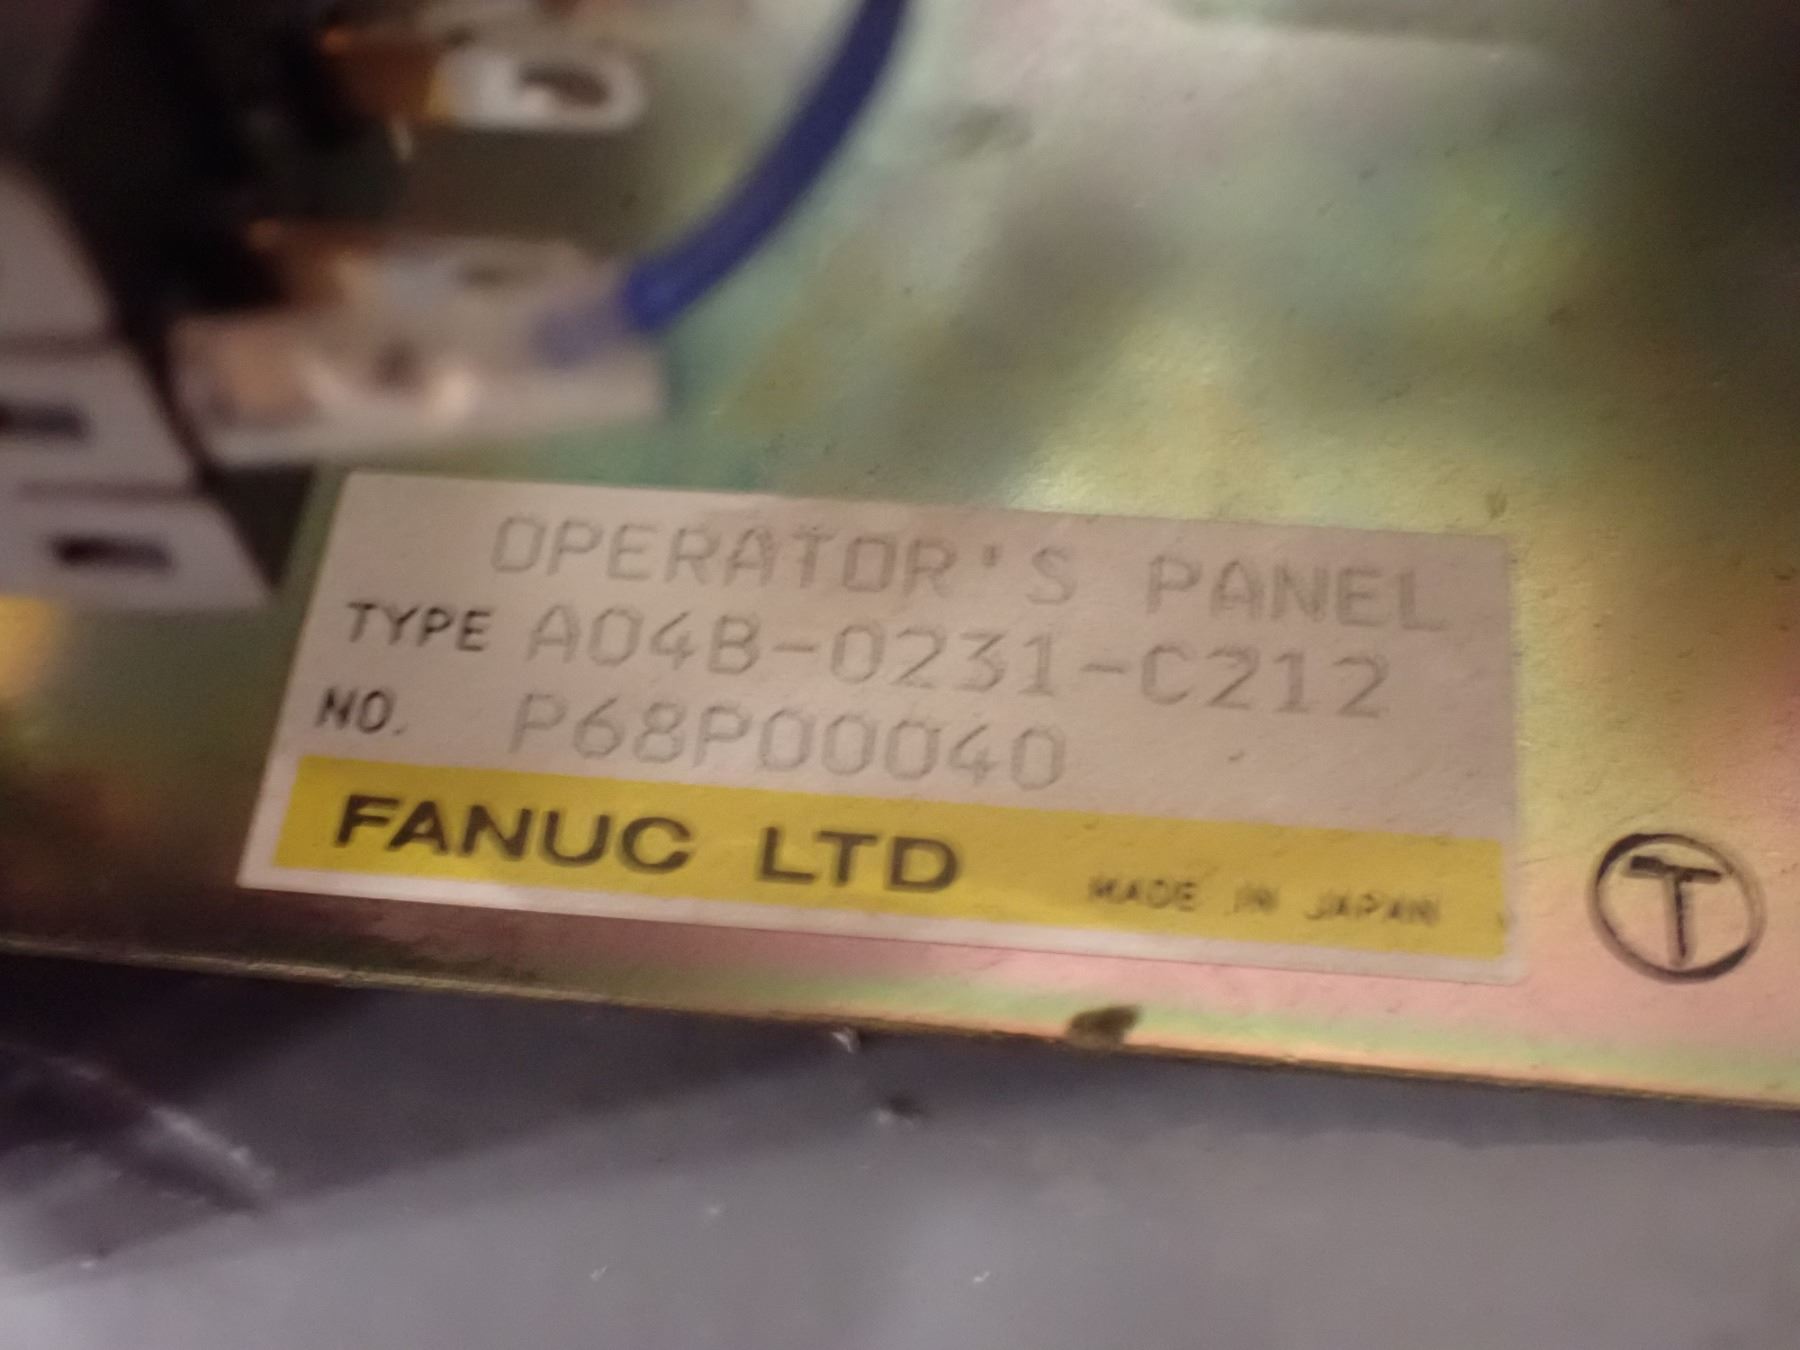 OPERATOR'S PANEL
TYPE A04B-0231-C212
NO. P68P00040
FANUC LTD MADE IN JAPAN
T